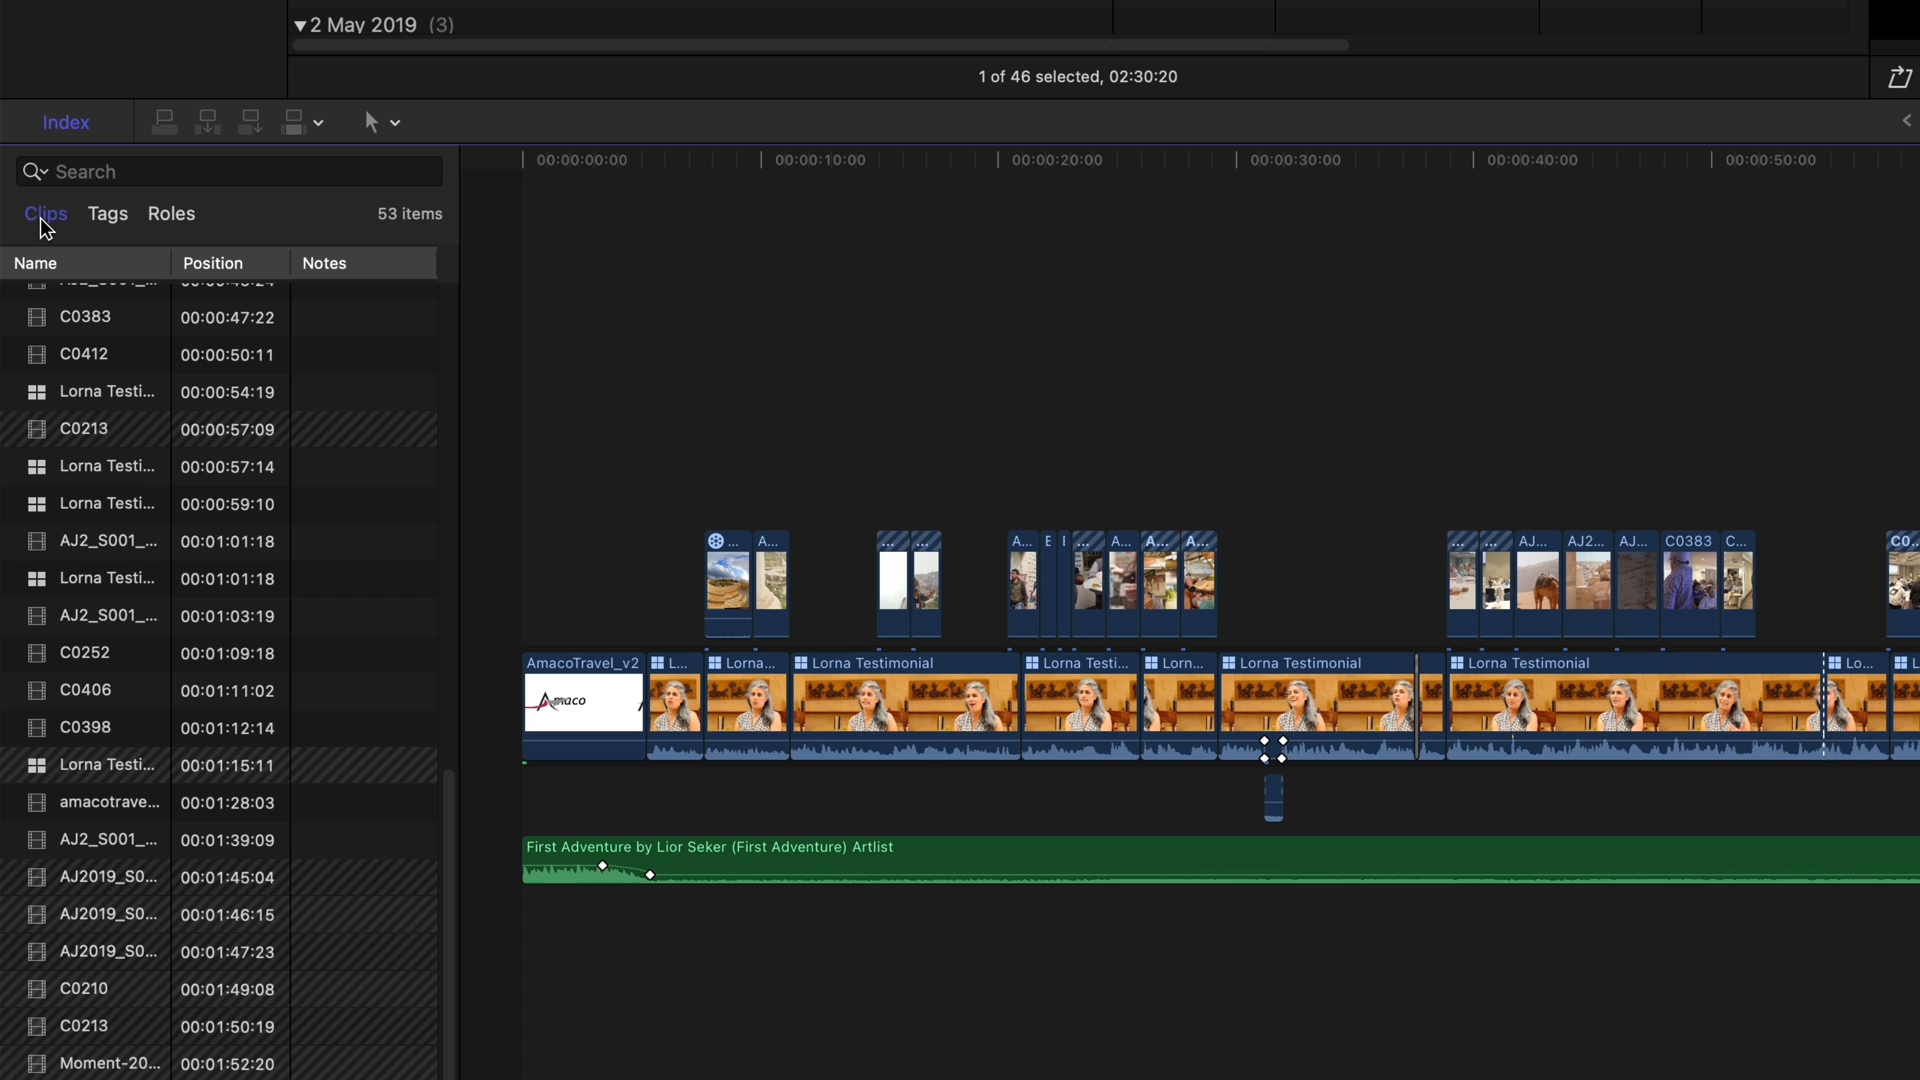 2 May 2019 (3)
1 of 46 selected, 02:30:20
Index
00:00:00:00 00:00:10:00 00:00:20:00 00:00:30:00 00:00:40:00 00:00:50:00
Search
Clips Tags Roles 53 items
Name Position Notes
C0383 00:00:47:22
C0412 00:00:50:11
Lorna Testi... 00:00:54:19
C0213 00:00:57:09
Lorna Testi... 00:00:57:14
Lorna Testi... 00:00:59:10
AJ2_S001_... 00:01:01:18
Lorna Testi... 00:01:01:18
AJ2_S001_... 00:01:03:19
C0252 00:01:09:18
C0406 00:01:11:02
C0398 00:01:12:14
Lorna Testi... 00:01:15:11
amacotrave... 00:01:28:03
AJ2_S001_... 00:01:39:09
AJ2019_S0... 00:01:45:04
AJ2019_S0... 00:01:46:15
AJ2019_S0... 00:01:47:23
C0210 00:01:49:08
C0213 00:01:50:19
Moment-20... 00:01:52:20
... A... ... ... A... E ... A... A... A... ... ... AJ... AJ2... AJ... C0383 C... C0...
AmacoTravel_v2 L... Lorna... Lorna Testimonial Lorna Testi... Lorn... Lorna Testimonial Lorna Testimonial Lo... L
Amaco
First Adventure by Lior Seker (First Adventure) Artlist